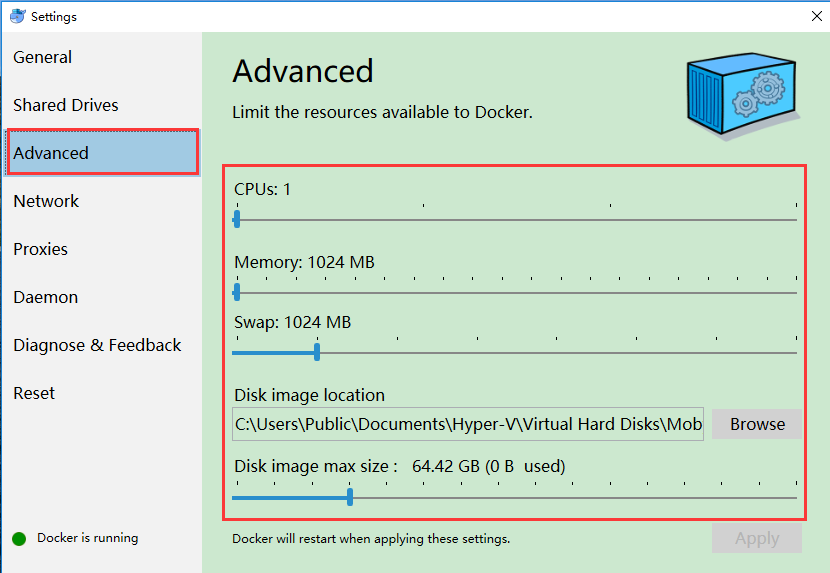 Settings
General
Shared Drives
Advanced
Network
Proxies
Daemon
Diagnose & Feedback
Reset
Docker is running
Advanced
Limit the resources available to Docker.
CPUs: 1
Memory: 1024 MB
Swap: 1024 MB
Disk image location
C:\Users\Public\Documents\Hyper-V\Virtual Hard Disks\Mob
Browse
Disk image max size : 64.42 GB (0 B used)
Docker will restart when applying these settings.
Apply